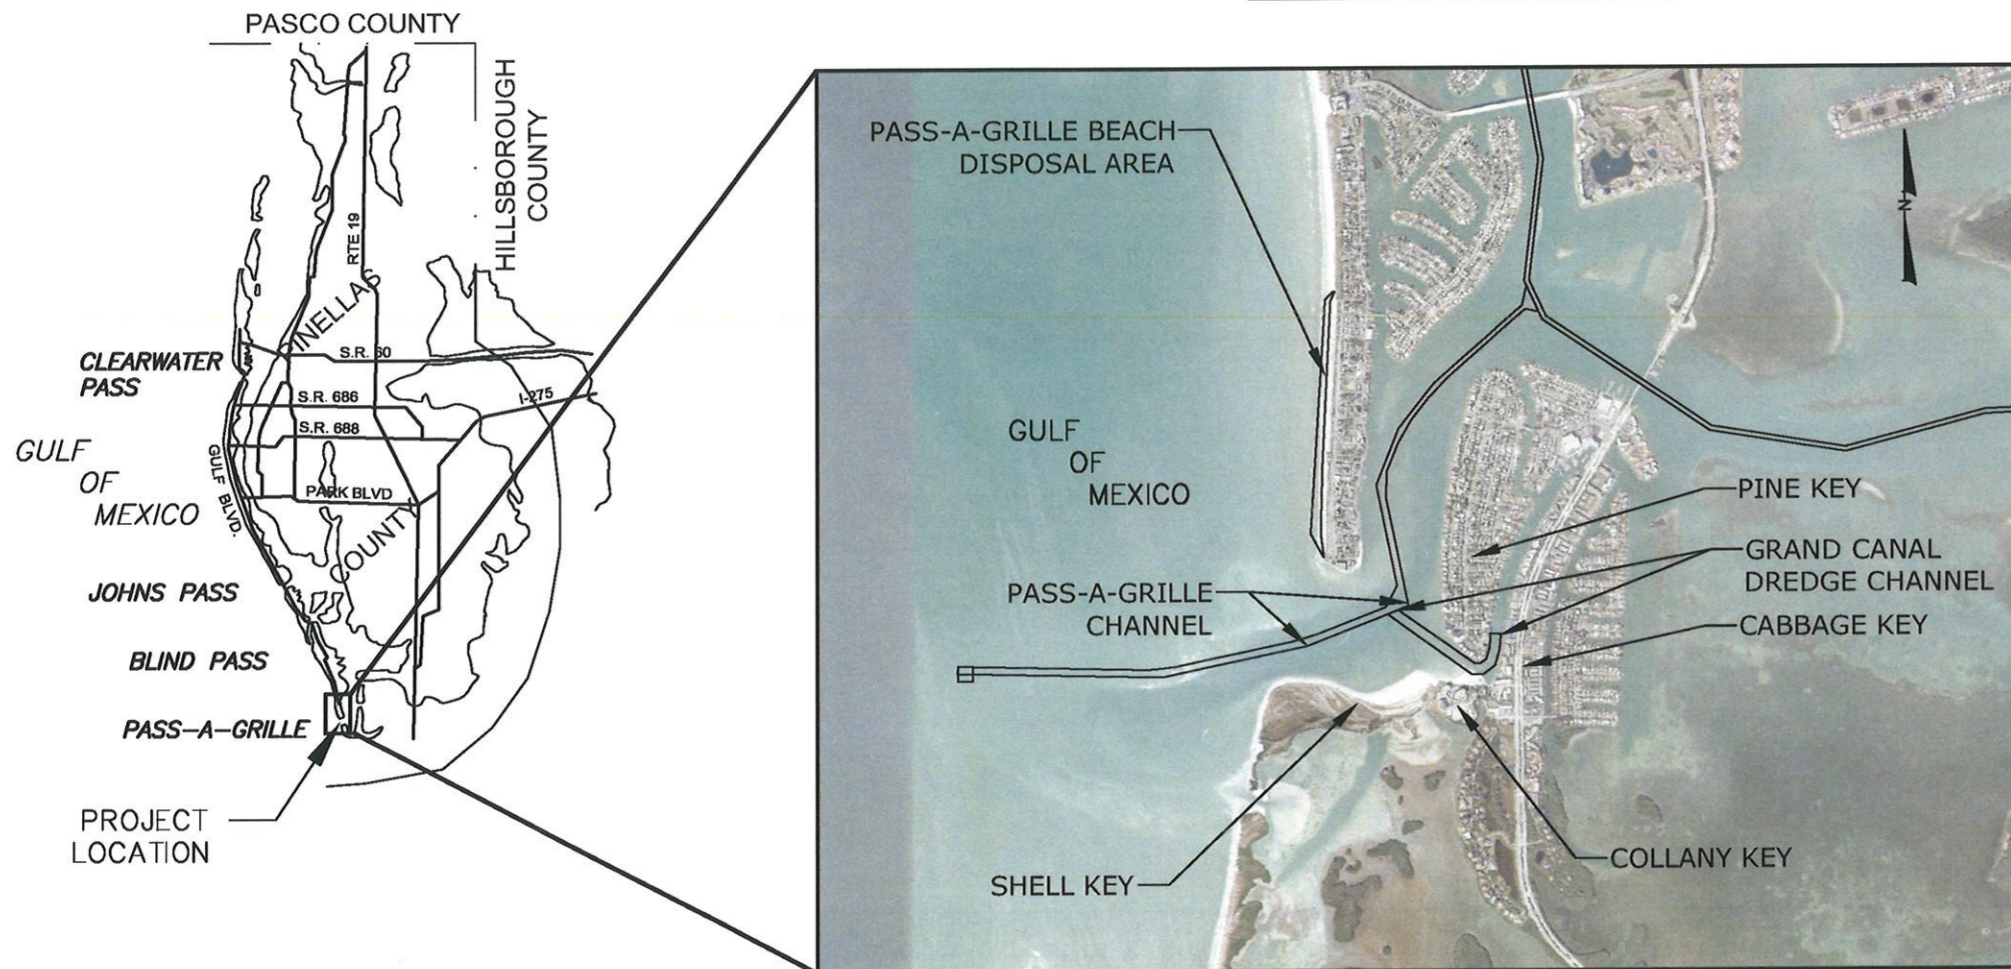 PASCO COUNTY
HILLSBOROUGH
COUNTY
RTE 19
PINELLAS
COUNTY
CLEARWATER
PASS
S.R. 60
S.R. 686
I-275
S.R. 688
GULF
OF
MEXICO
GULF BLVD.
PARK BLVD
JOHNS PASS
BLIND PASS
PASS-A-GRILLE
PROJECT
LOCATION
PASS-A-GRILLE BEACH
DISPOSAL AREA
N
GULF
OF
MEXICO
PINE KEY
GRAND CANAL
DREDGE CHANNEL
PASS-A-GRILLE
CHANNEL
CABBAGE KEY
COLLANY KEY
SHELL KEY